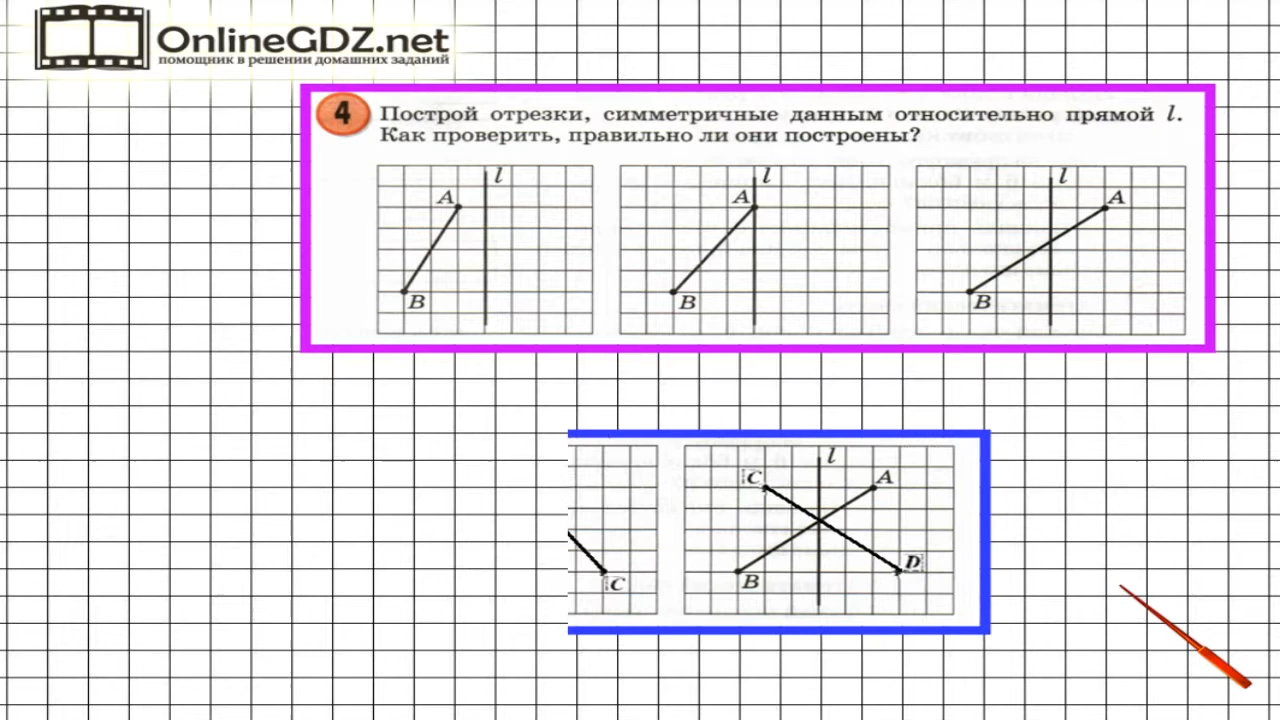 OnlineGDZ.net
помощник в решении домашних заданий
4 Построй отрезки, симметричные данным относительно прямой l.
Как проверить, правильно ли они построены?
l
A
B
l
A
B
l
A
B
C
l
C
A
B
D